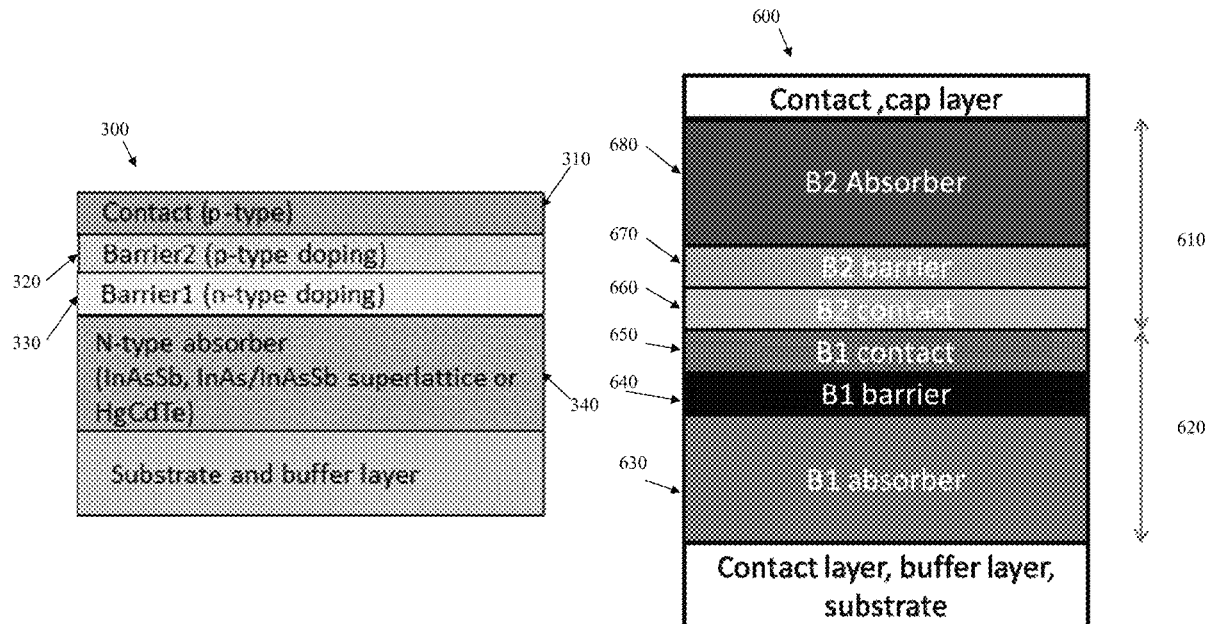 300
310
Contact (p-type)
Barrier2 (p-type doping)
320
Barrier1 (n-type doping)
330
N-type absorber
(InAsSb, InAs/InAsSb superlattice or
HgCdTe)
340
Substrate and buffer layer
600
Contact ,cap layer
680
B2 Absorber
670
B2 barrier
610
660
B2 contact
650
B1 contact
640
B1 barrier
620
630
B1 absorber
Contact layer, buffer layer,
substrate